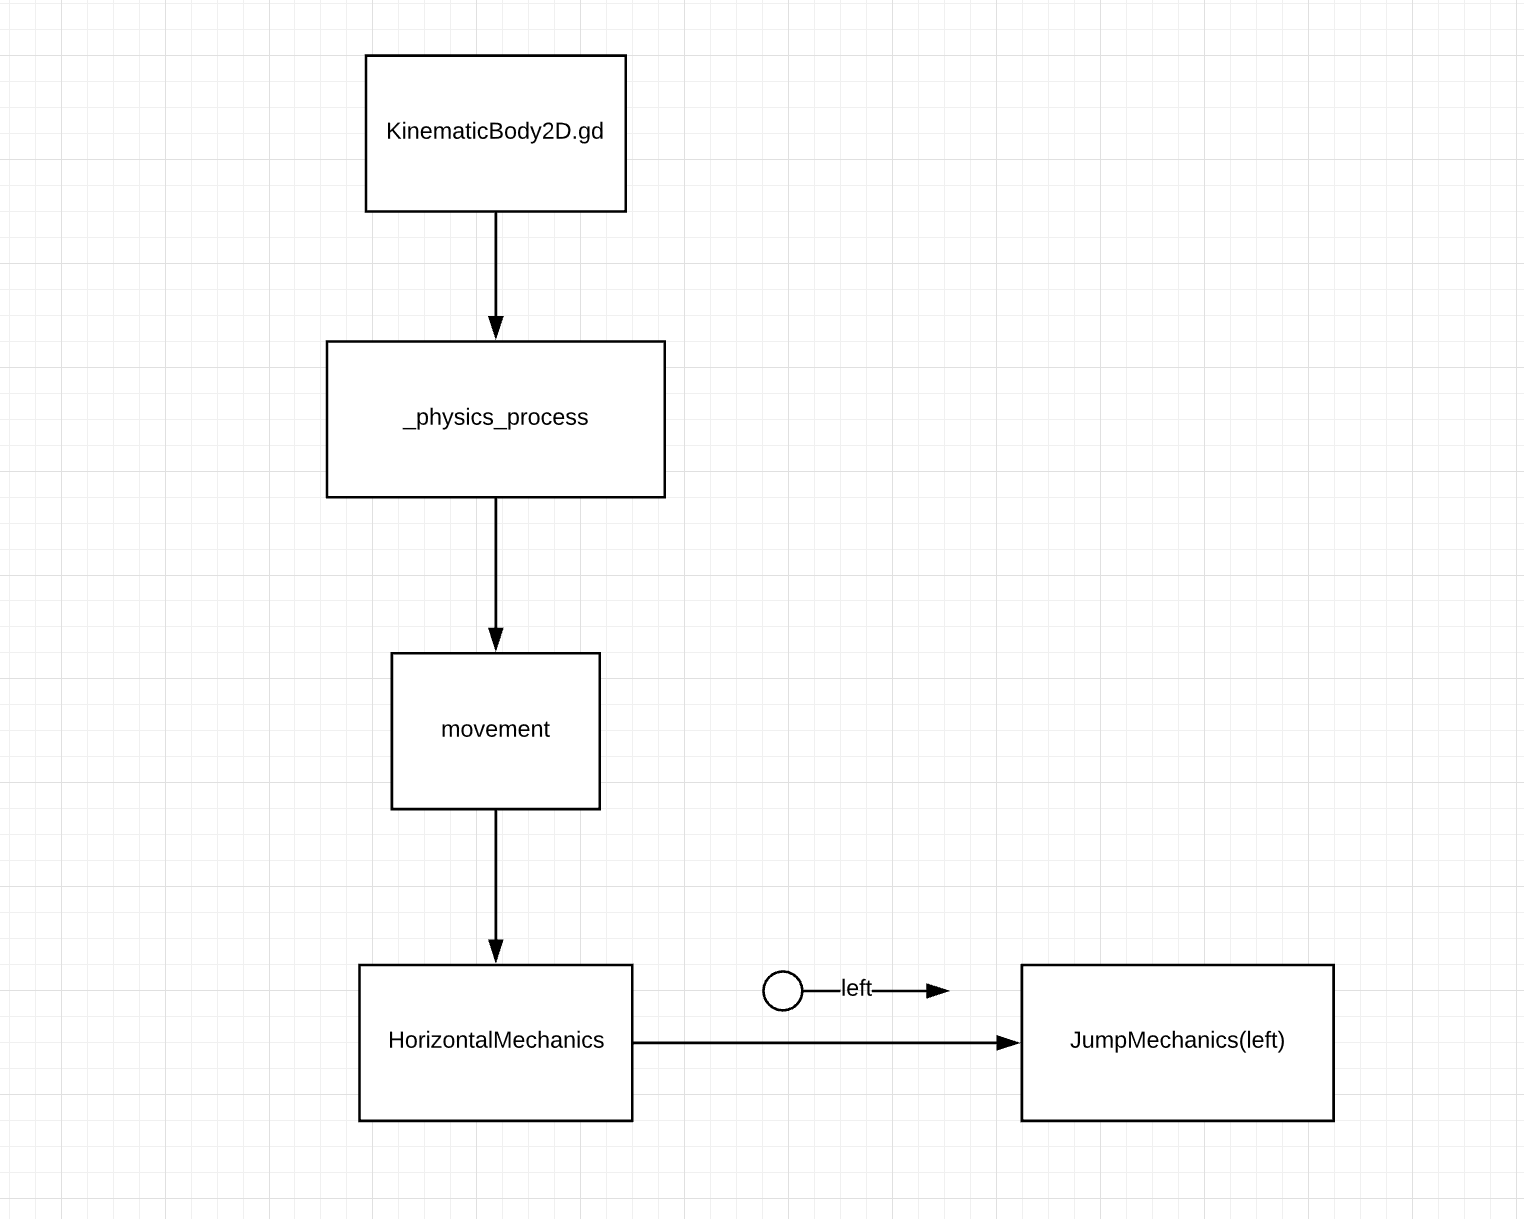 KinematicBody2D.gd
_physics_process
movement
left
HorizontalMechanics
JumpMechanics(left)